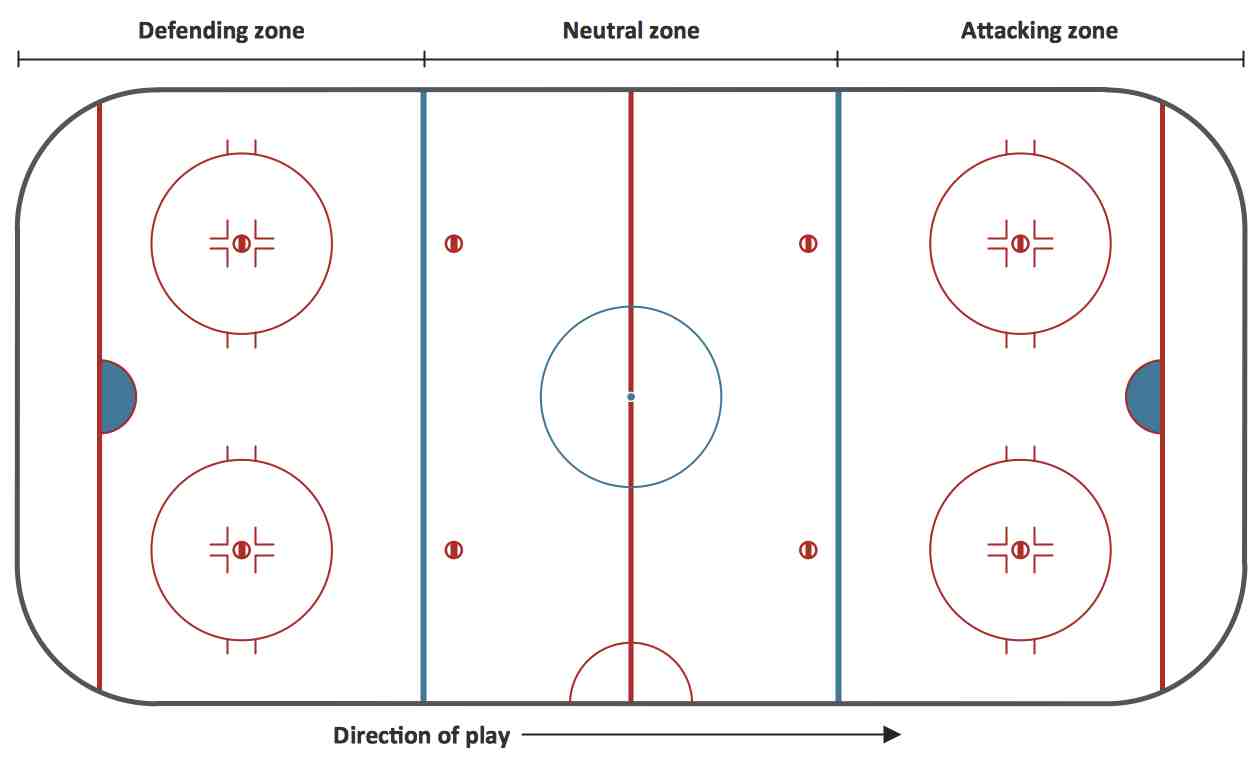 Defending zone
Neutral zone
Attacking zone
Direction of play